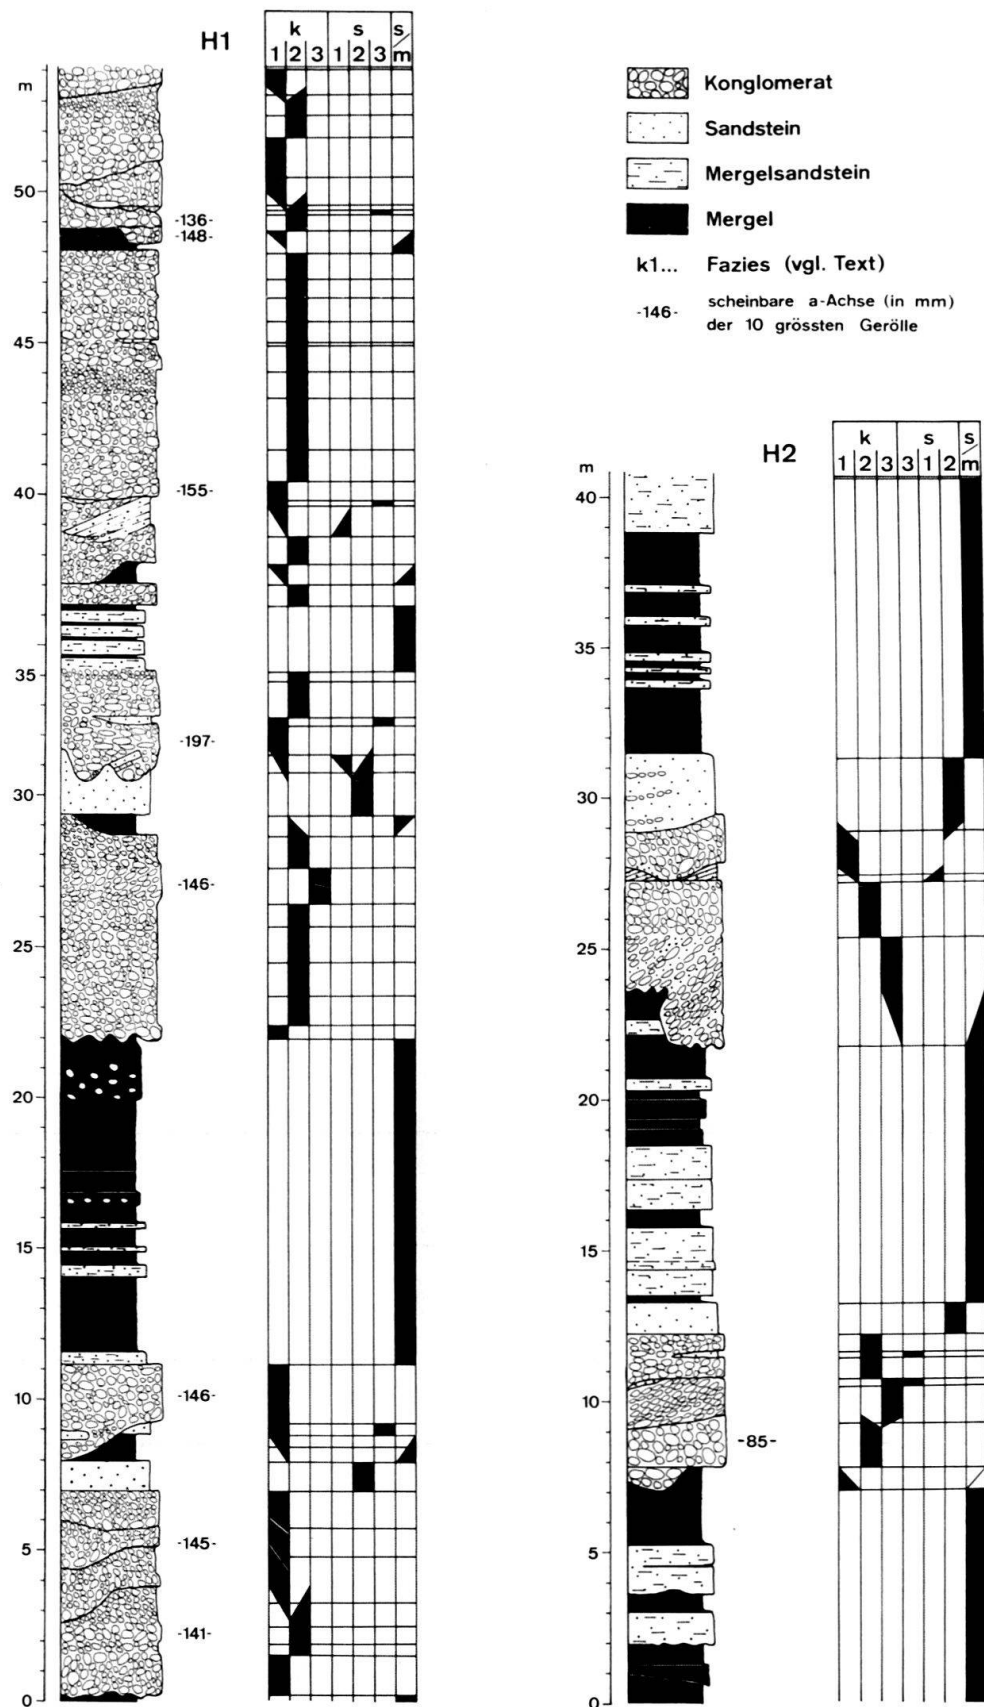 H1
k s s/m
1 2 3 1 2 3
m
50
45
40
35
30
25
20
15
10
5
0
-136-
-148-
-155-
-197-
-146-
-146-
-145-
-141-
Konglomerat
Sandstein
Mergelsandstein
Mergel
k1... Fazies (vgl. Text)
-146- scheinbare a-Achse (in mm)
der 10 grössten Gerölle
H2
k s s/m
1 2 3 3 1 2
m
40
35
30
25
20
15
10
5
0
-85-